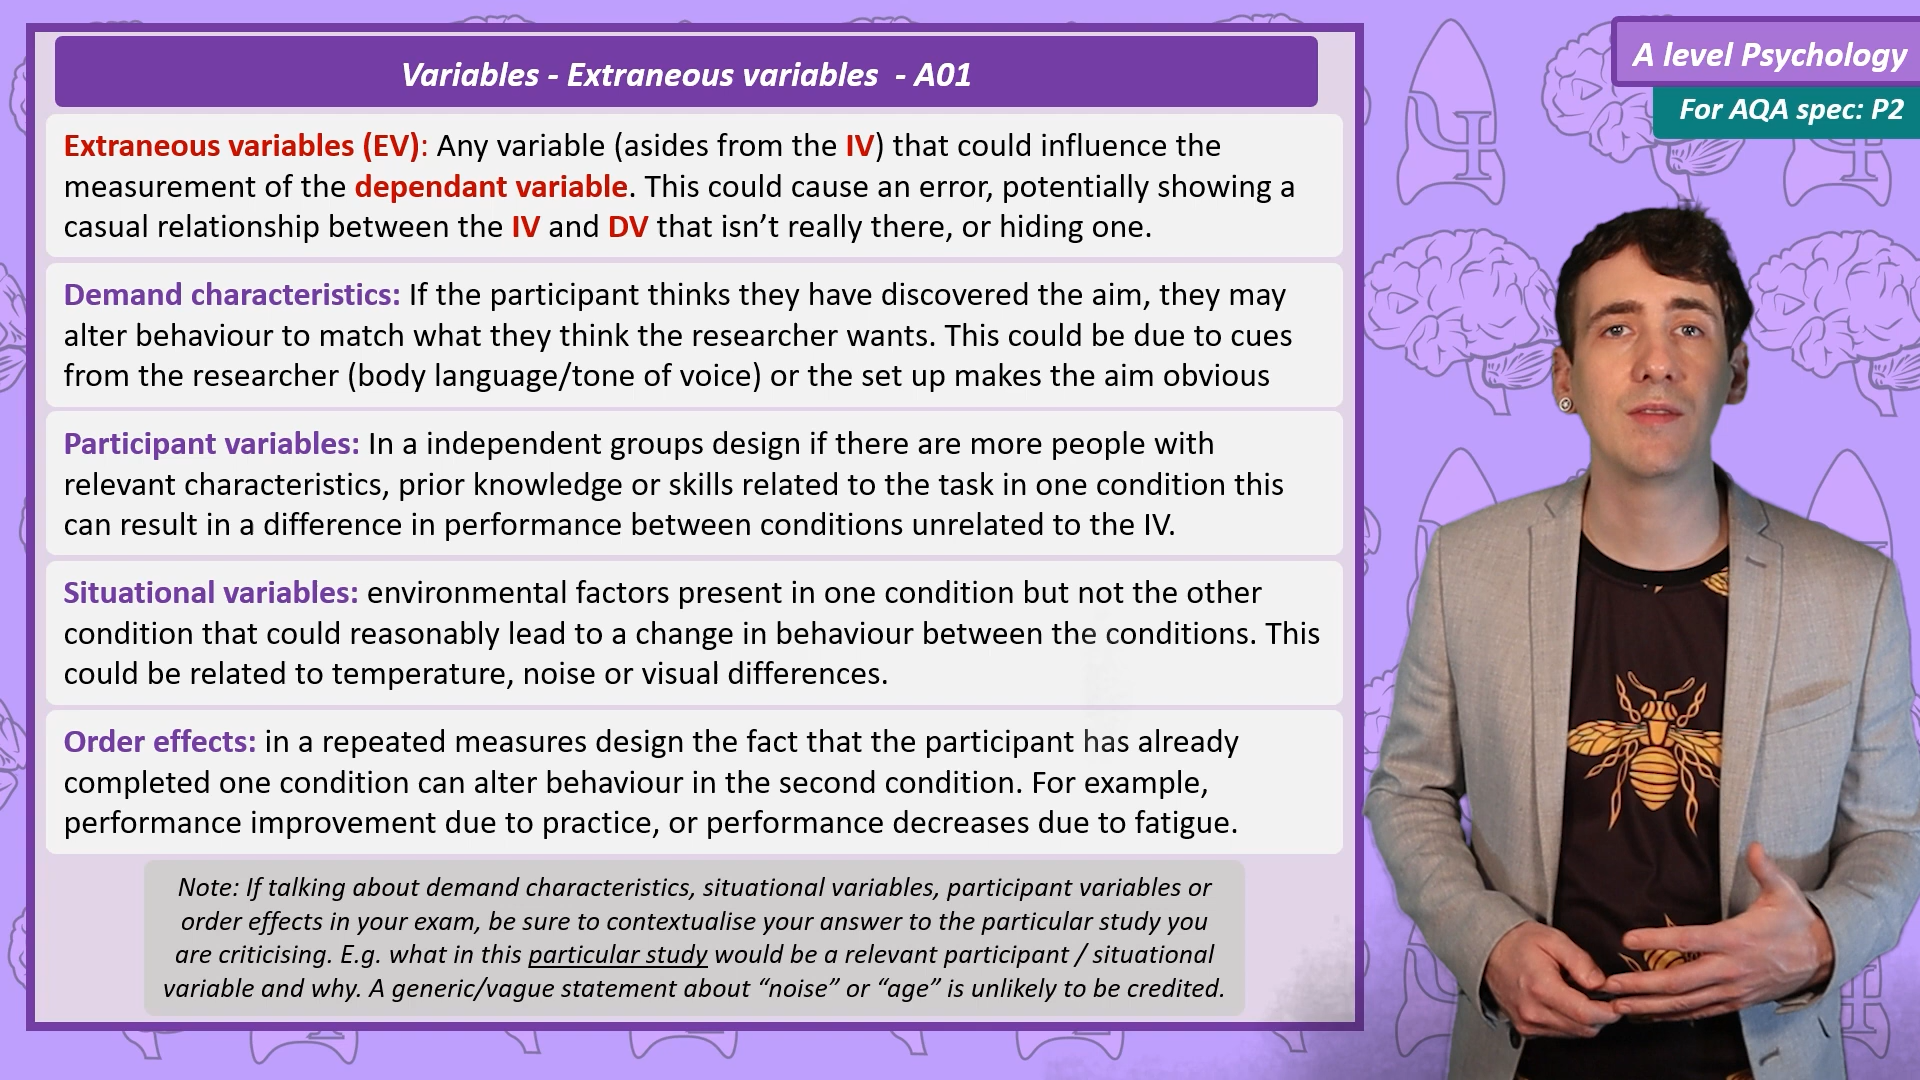 Variables - Extraneous variables - A01
A level Psychology
For AQA spec: P2
Extraneous variables (EV): Any variable (asides from the IV) that could influence the
measurement of the dependant variable. This could cause an error, potentially showing a
casual relationship between the IV and DV that isn’t really there, or hiding one.
Demand characteristics: If the participant thinks they have discovered the aim, they may
alter behaviour to match what they think the researcher wants. This could be due to cues
from the researcher (body language/tone of voice) or the set up makes the aim obvious
Participant variables: In a independent groups design if there are more people with
relevant characteristics, prior knowledge or skills related to the task in one condition this
can result in a difference in performance between conditions unrelated to the IV.
Situational variables: environmental factors present in one condition but not the other
condition that could reasonably lead to a change in behaviour between the conditions. This
could be related to temperature, noise or visual differences.
Order effects: in a repeated measures design the fact that the participant has already
completed one condition can alter behaviour in the second condition. For example,
performance improvement due to practice, or performance decreases due to fatigue.
Note: If talking about demand characteristics, situational variables, participant variables or
order effects in your exam, be sure to contextualise your answer to the particular study you
are criticising. E.g. what in this particular study would be a relevant participant / situational
variable and why. A generic/vague statement about “noise” or “age” is unlikely to be credited.